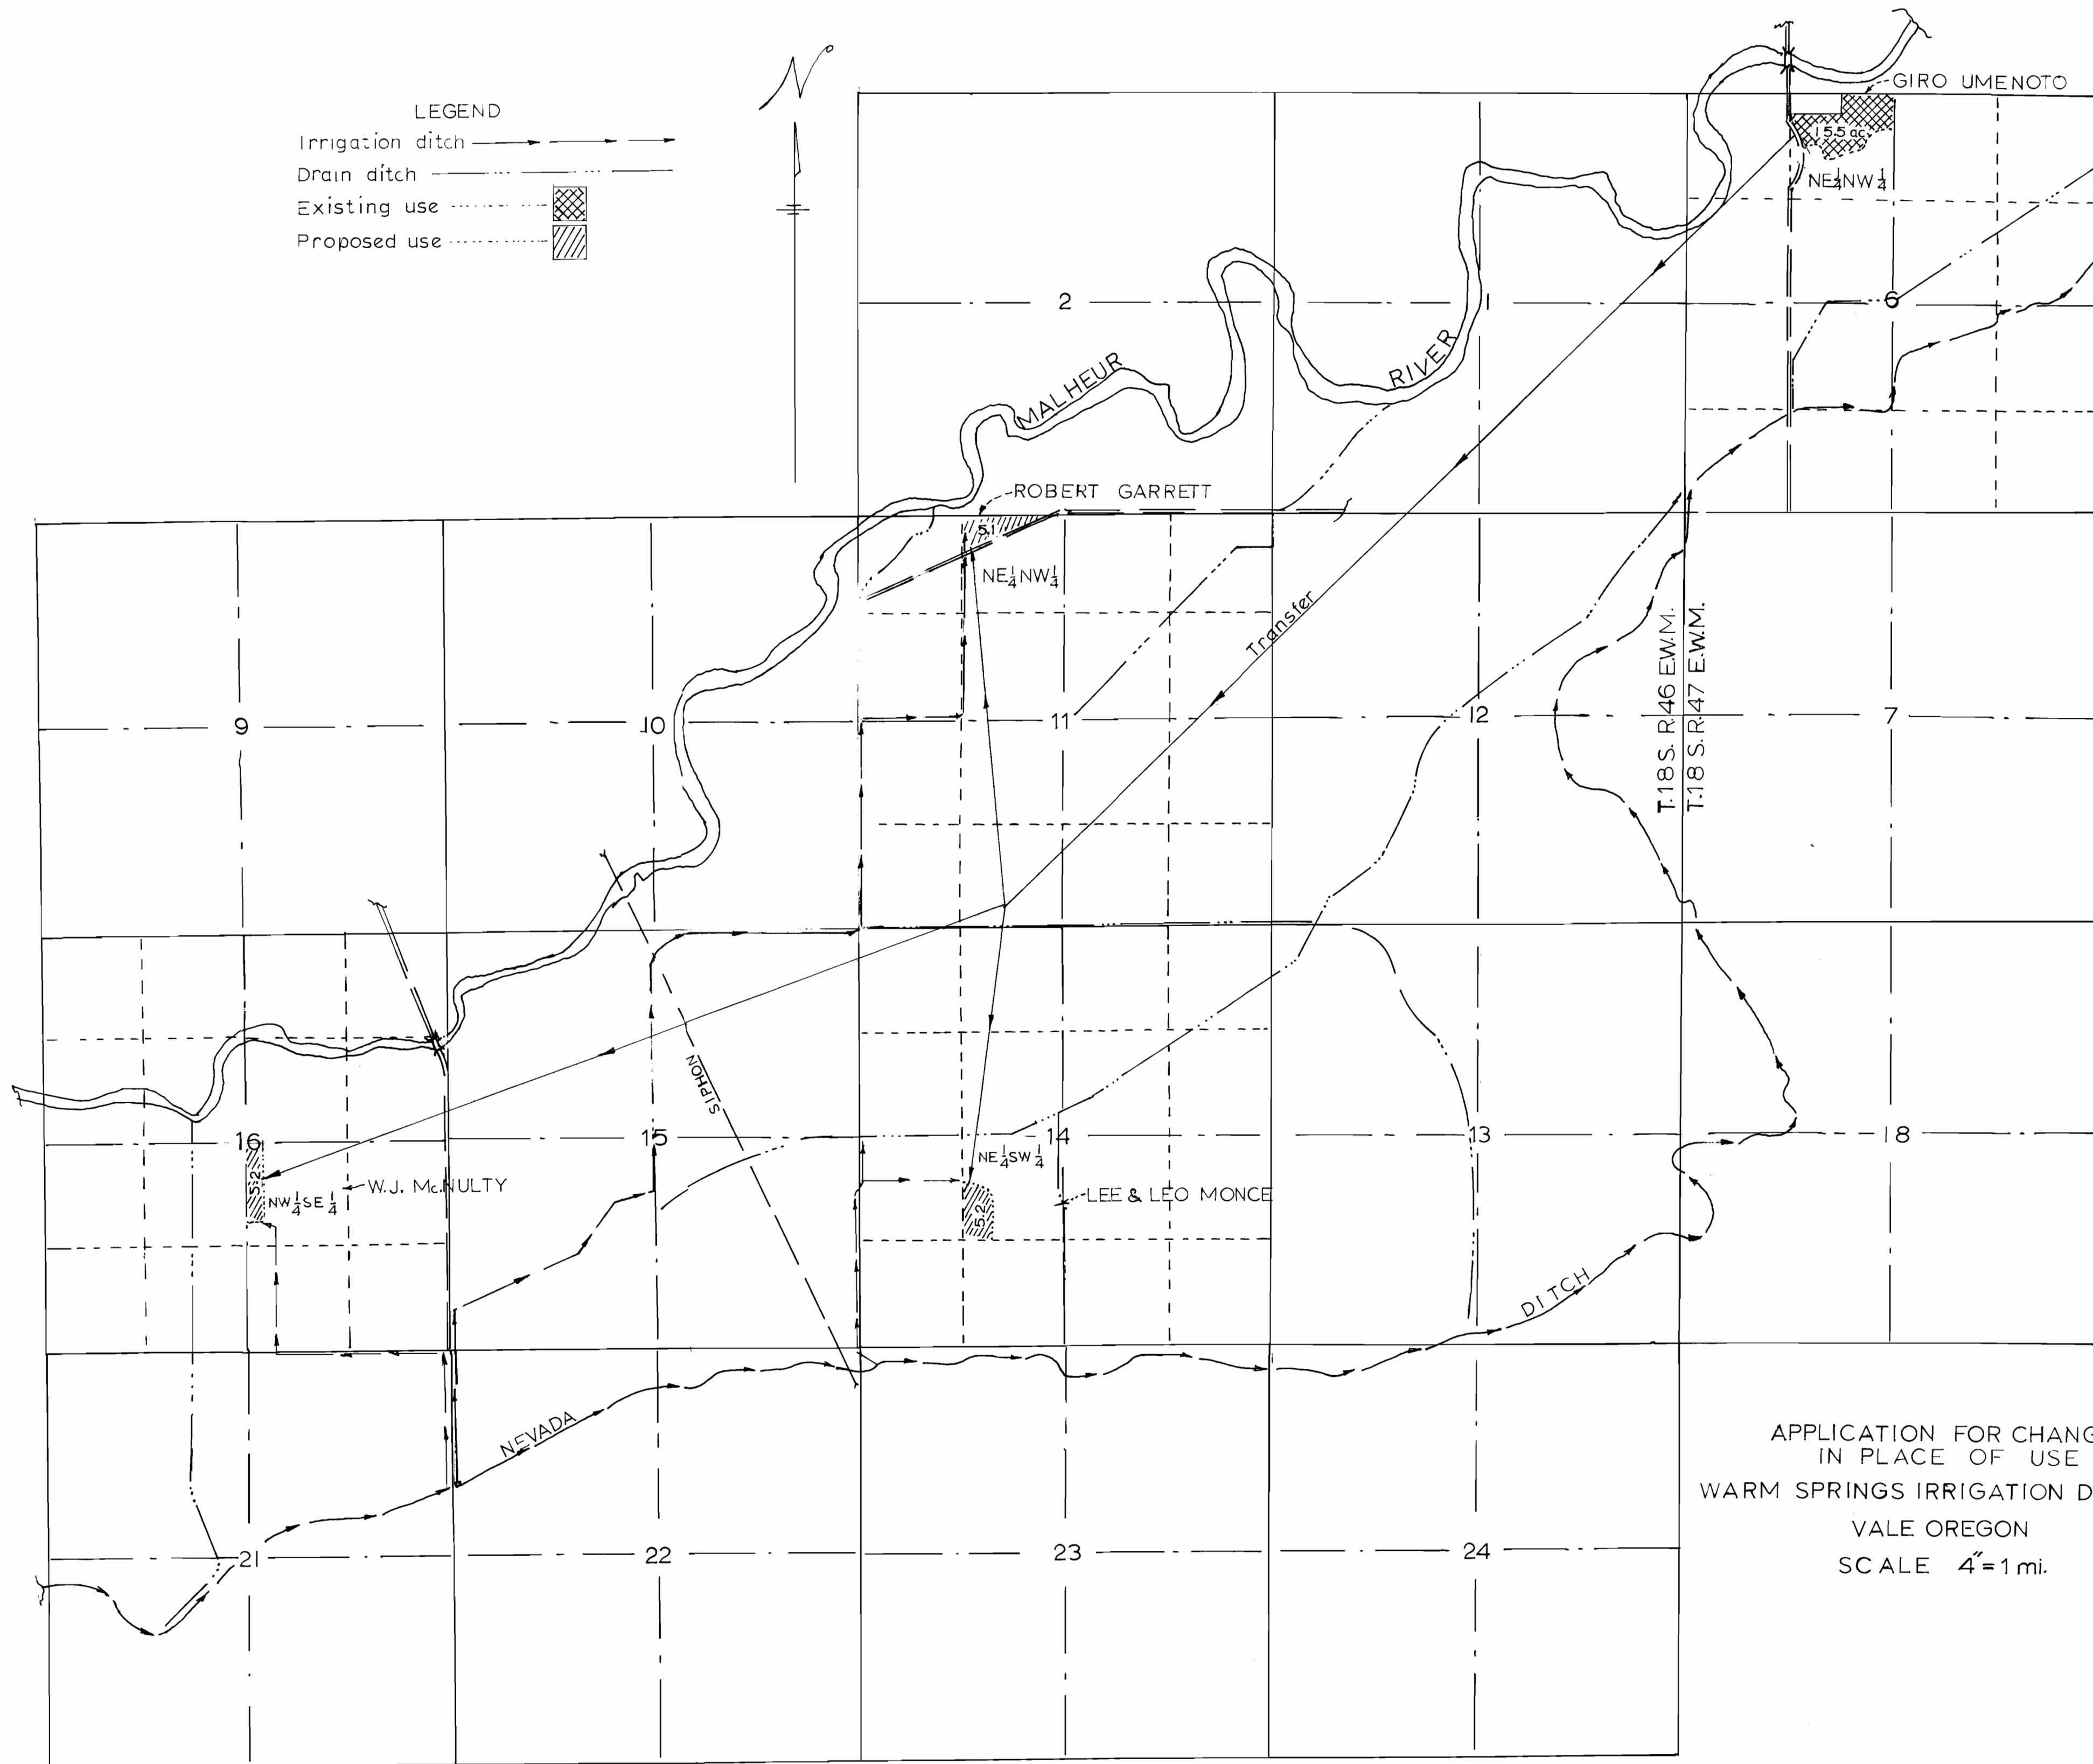 LEGEND
Irrigation ditch
Drain ditch
Existing use
Proposed use
N
GIRO UMENOTO
15.5 ac.
NE¼NW¼
2
1
6
MALHEUR
RIVER
ROBERT GARRETT
5.1
NE¼NW¼
Transfer
T.18 S. R.46 E.W.M.
T.18 S.R.47 E.W.M.
9
10
11
12
7
SIPHON
16
15
14
13
18
5.2
NW¼SE¼
W.J. McNULTY
NE¼SW¼
5.2
LEE & LEO MONCE
DITCH
NEVADA
21
22
23
24
APPLICATION FOR CHANG
IN PLACE OF USE
WARM SPRINGS IRRIGATION D
VALE OREGON
SCALE 4"=1 mi.